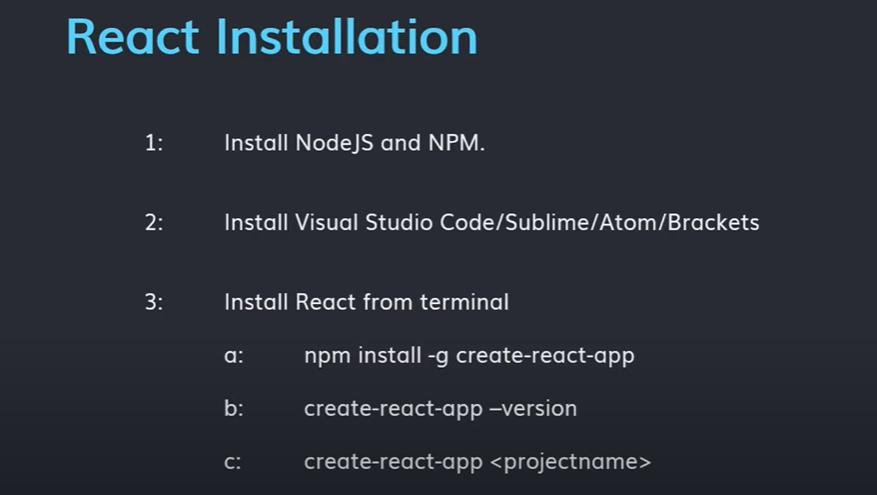 React Installation
1: Install NodeJS and NPM.
2: Install Visual Studio Code/Sublime/Atom/Brackets
3: Install React from terminal
a: npm install -g create-react-app
b: create-react-app –version
c: create-react-app <projectname>